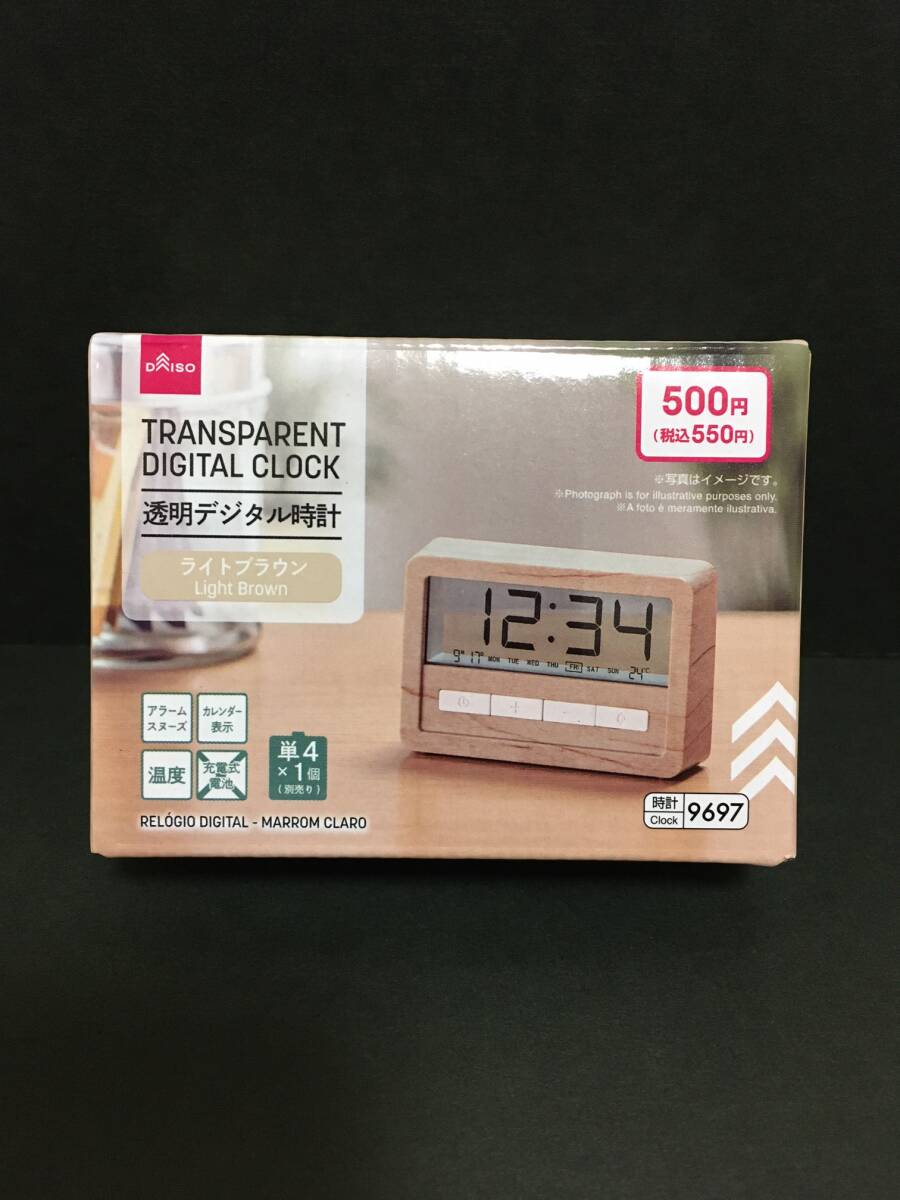 DAISO
TRANSPARENT
DIGITAL CLOCK
透明デジタル時計
ライトブラウン
Light Brown
500円
(税込550円)
※写真はイメージです。
※Photograph is for illustrative purposes only.
※A foto é meramente ilustrativa.
12:34
9M 17D MON TUE WED THU FRI SAT SUN 24℃
アラーム
スヌーズ
カレンダー
表示
温度
充電式
電池
単4
×1個
(別売り)
RELÓGIO DIGITAL - MARROM CLARO
時計
Clock
9697